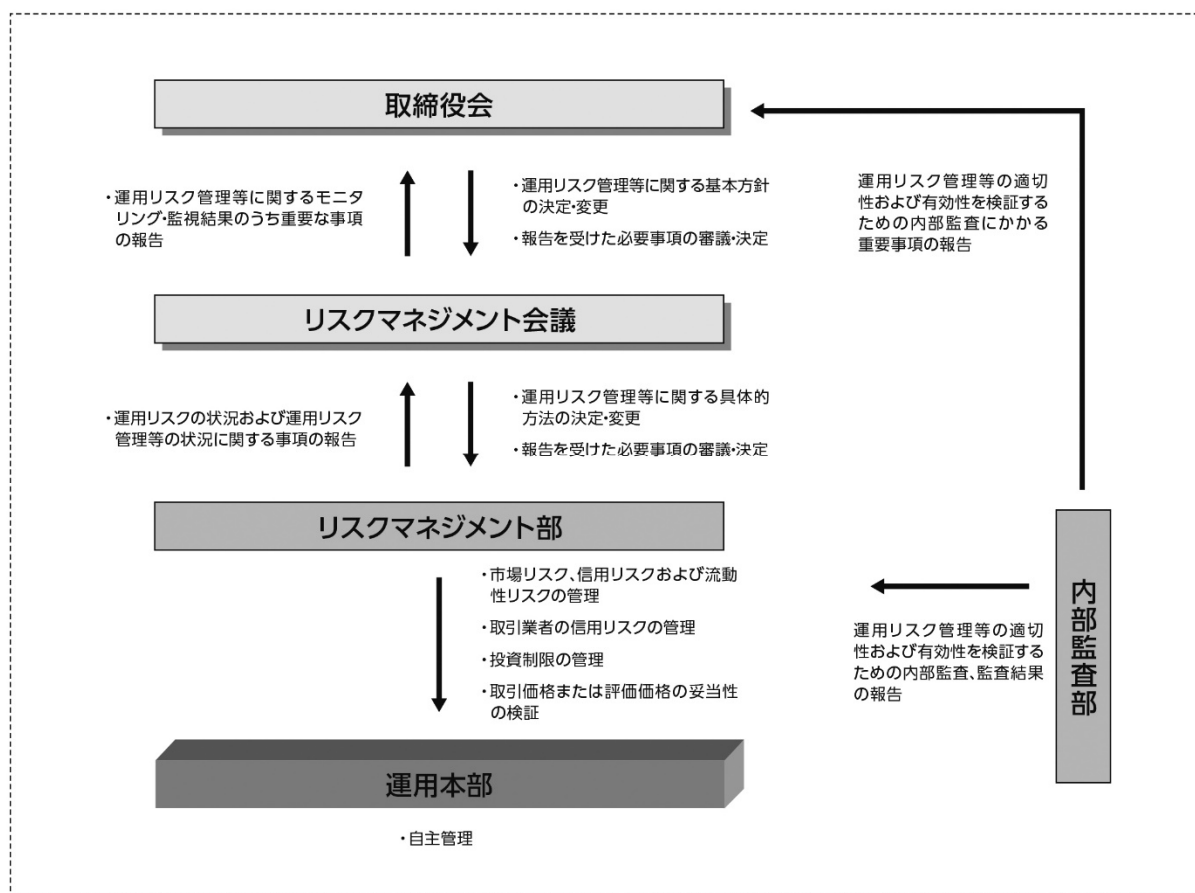 取締役会
・運用リスク管理等に関するモニタ
リング・監視結果のうち重要な事項
の報告
・運用リスク管理等に関する基本方針
の決定・変更
・報告を受けた必要事項の審議・決定
運用リスク管理等の適切
性および有効性を検証する
ための内部監査にかかる
重要事項の報告
リスクマネジメント会議
・運用リスクの状況および運用リスク
管理等の状況に関する事項の報告
・運用リスク管理等に関する具体的
方法の決定・変更
・報告を受けた必要事項の審議・決定
リスクマネジメント部
・市場リスク、信用リスクおよび流動
性リスクの管理
・取引業者の信用リスクの管理
・投資制限の管理
・取引価格または評価価格の妥当性
の検証
運用リスク管理等の適切
性および有効性を検証する
ための内部監査、監査結果
の報告
内部監査部
運用本部
・自主管理